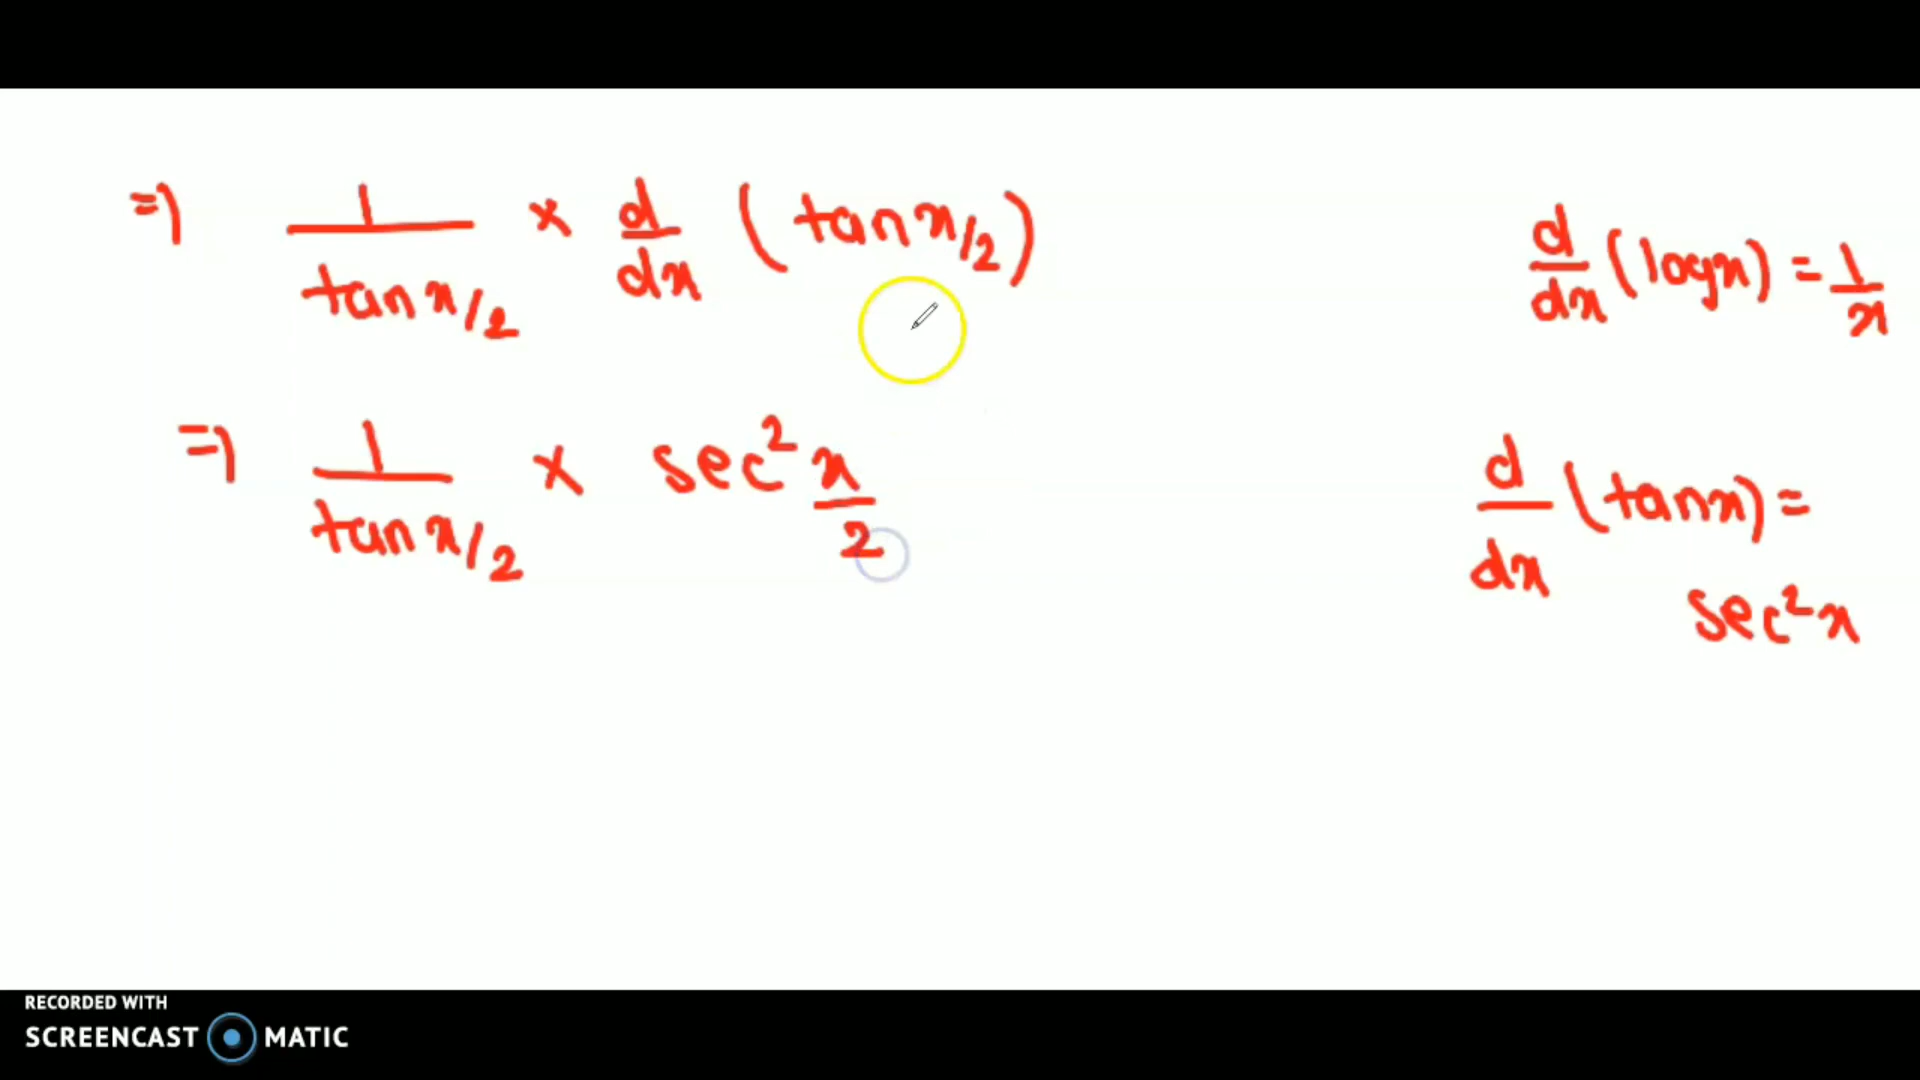 ⇒ 1/(tan x/2) × d/dx (tan x/2)
d/dx (log x) = 1/x
⇒ 1/(tan x/2) × sec² x/2
d/dx (tan x) =
sec² x
RECORDED WITH
SCREENCAST MATIC